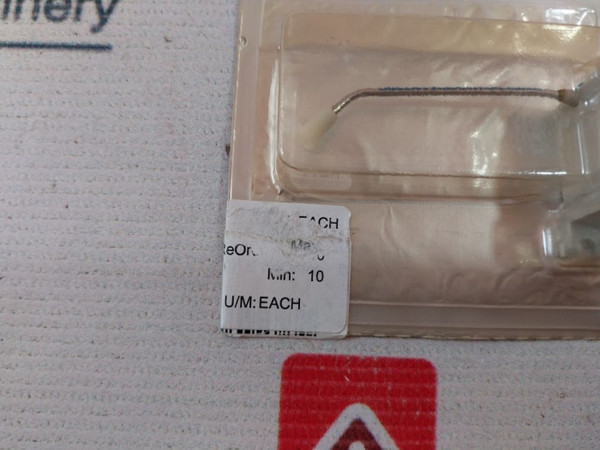 inery
EACH
eOr
Min: 10
U/M: EACH